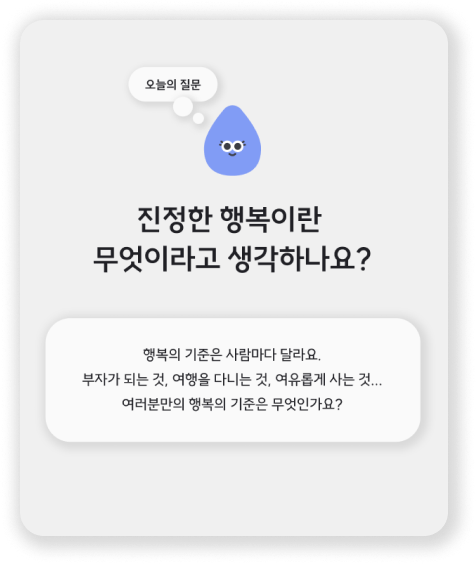 오늘의 질문
진정한 행복이란
무엇이라고 생각하나요?
행복의 기준은 사람마다 달라요.
부자가 되는 것, 여행을 다니는 것, 여유롭게 사는 것...
여러분만의 행복의 기준은 무엇인가요?